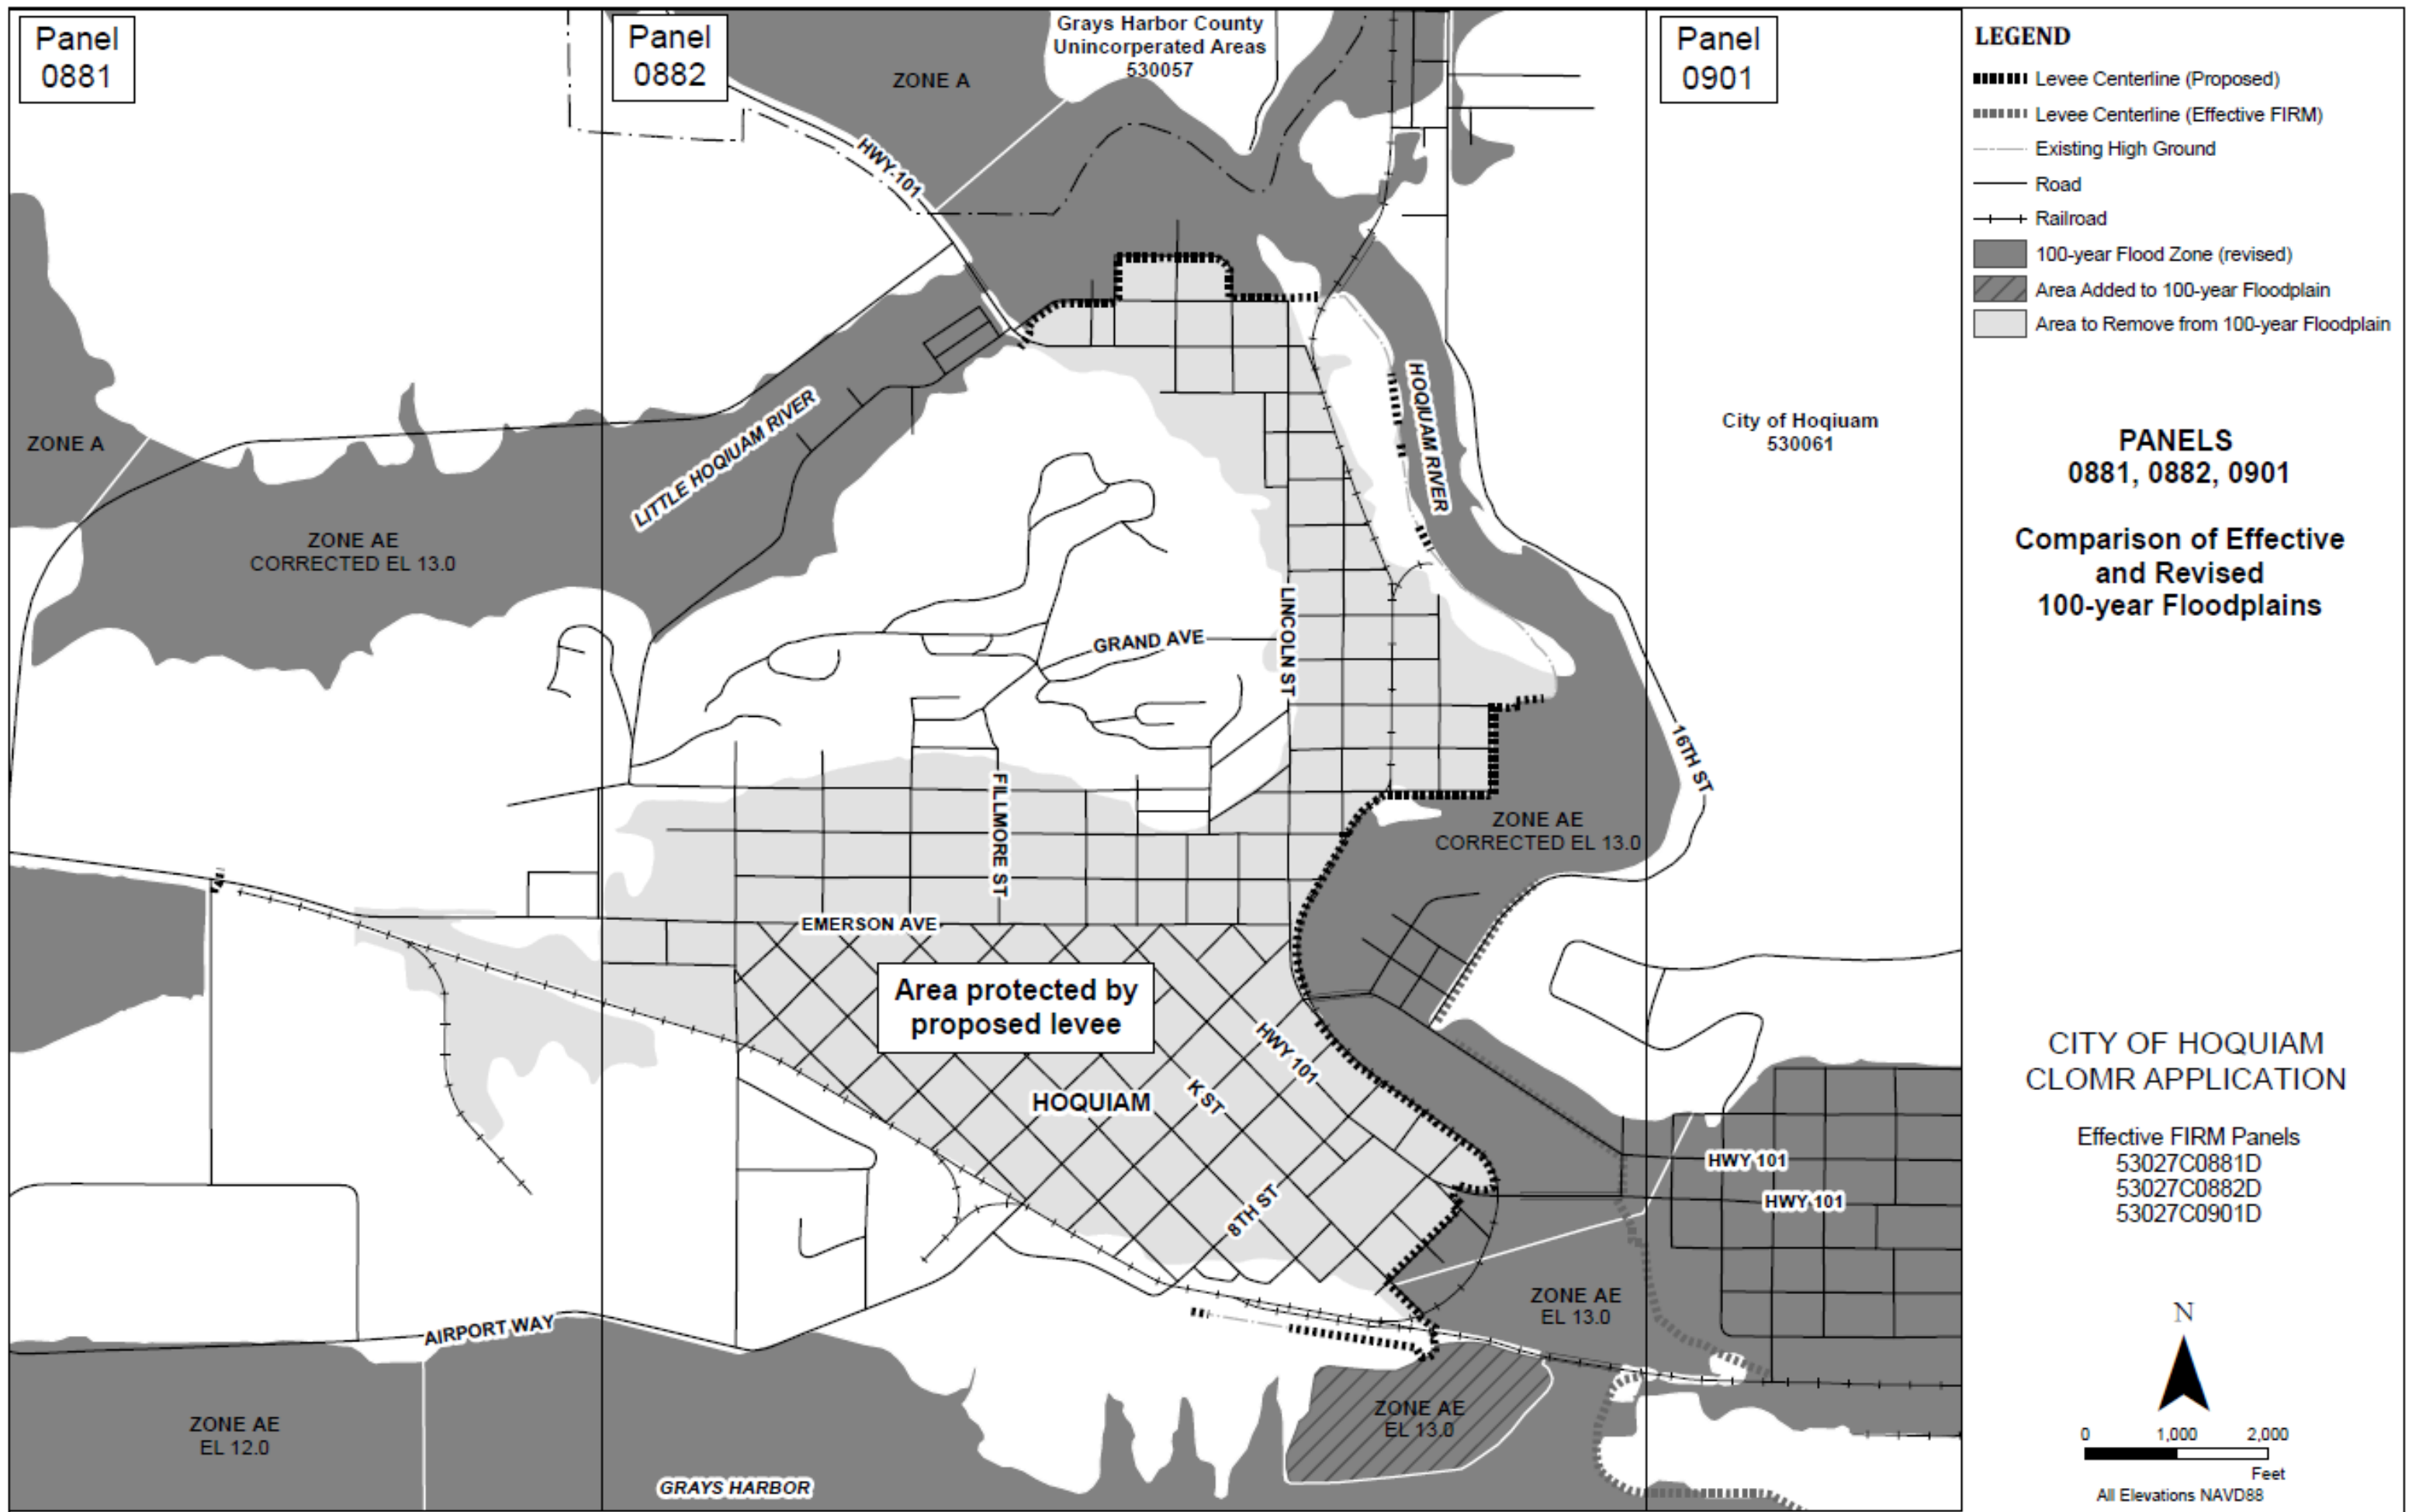 Panel
0881
Panel
0882
Grays Harbor County
Unincorperated Areas
530057
Panel
0901
ZONE A
HWY 101
ZONE A
LITTLE HOQIUAM RIVER
HOQIUAM RIVER
City of Hoqiuam
530061
ZONE AE
CORRECTED EL 13.0
GRAND AVE
LINCOLN ST
16TH ST
FILLMORE ST
ZONE AE
CORRECTED EL 13.0
EMERSON AVE
Area protected by
proposed levee
HWY 101
K ST
HOQUIAM
8TH ST
HWY 101
HWY 101
ZONE AE
EL 13.0
AIRPORT WAY
ZONE AE
EL 12.0
ZONE AE
EL 13.0
GRAYS HARBOR
LEGEND
Levee Centerline (Proposed)
Levee Centerline (Effective FIRM)
Existing High Ground
Road
Railroad
100-year Flood Zone (revised)
Area Added to 100-year Floodplain
Area to Remove from 100-year Floodplain
PANELS
0881, 0882, 0901
Comparison of Effective
and Revised
100-year Floodplains
CITY OF HOQUIAM
CLOMR APPLICATION
Effective FIRM Panels
53027C0881D
53027C0882D
53027C0901D
N
0 1,000 2,000
Feet
All Elevations NAVD88